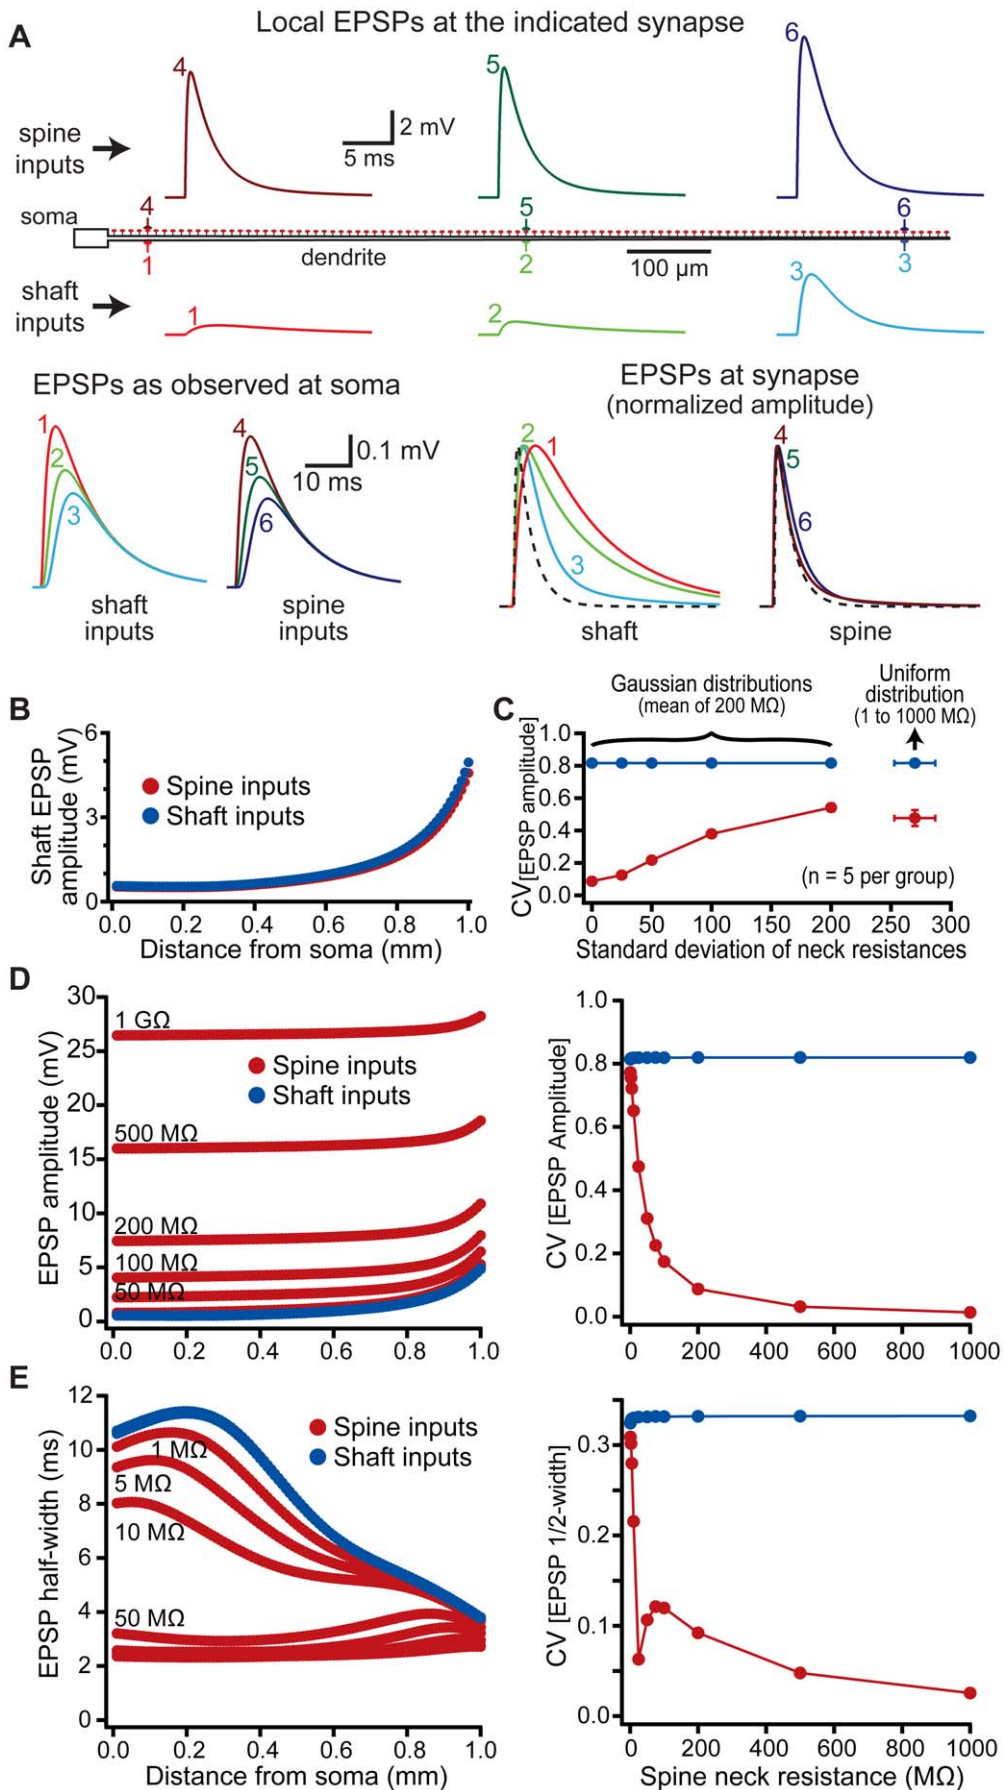 A
Local EPSPs at the indicated synapse
4
5
6
spine
inputs
2 mV
5 ms
soma
4
5
6
1
dendrite
2
100 µm
3
shaft
inputs
1
2
3
EPSPs as observed at soma
EPSPs at synapse
(normalized amplitude)
1
2
3
4
5
6
0.1 mV
10 ms
2
1
3
4
5
6
shaft
inputs
spine
inputs
shaft
spine
B
Shaft EPSP
amplitude (mV)
6
3
0
Spine inputs
Shaft inputs
0.0 0.2 0.4 0.6 0.8 1.0
Distance from soma (mm)
C
Gaussian distributions
(mean of 200 MΩ)
Uniform
distribution
(1 to 1000 MΩ)
CV[EPSP amplitude]
1.0
0.8
0.6
0.4
0.2
0.0
(n = 5 per group)
0 50 100 150 200 250 300
Standard deviation of neck resistances
D
EPSP amplitude (mV)
30
25
20
15
10
5
0
1 GΩ
Spine inputs
Shaft inputs
500 MΩ
200 MΩ
100 MΩ
50 MΩ
0.0 0.2 0.4 0.6 0.8 1.0
CV [EPSP Amplitude]
1.0
0.8
0.6
0.4
0.2
0.0
0 200 400 600 800 1000
E
EPSP half-width (ms)
12
10
8
6
4
2
0
Spine inputs
Shaft inputs
1 MΩ
5 MΩ
10 MΩ
50 MΩ
0.0 0.2 0.4 0.6 0.8 1.0
Distance from soma (mm)
CV [EPSP 1/2-width]
0.3
0.2
0.1
0.0
0 200 400 600 800 1000
Spine neck resistance (MΩ)